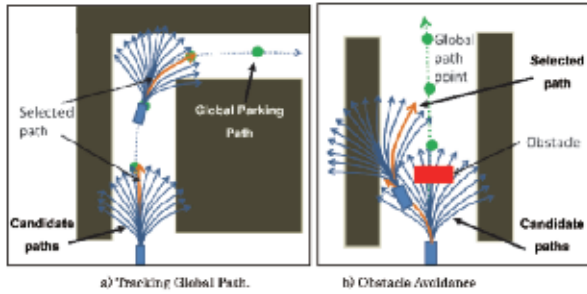 Selected
path
Global Parking
Path
Candidate
paths
a) Tracking Global Path.
Global
path
point
Selected
path
Obstade
Candidate
paths
b) Obstacle Avoidance